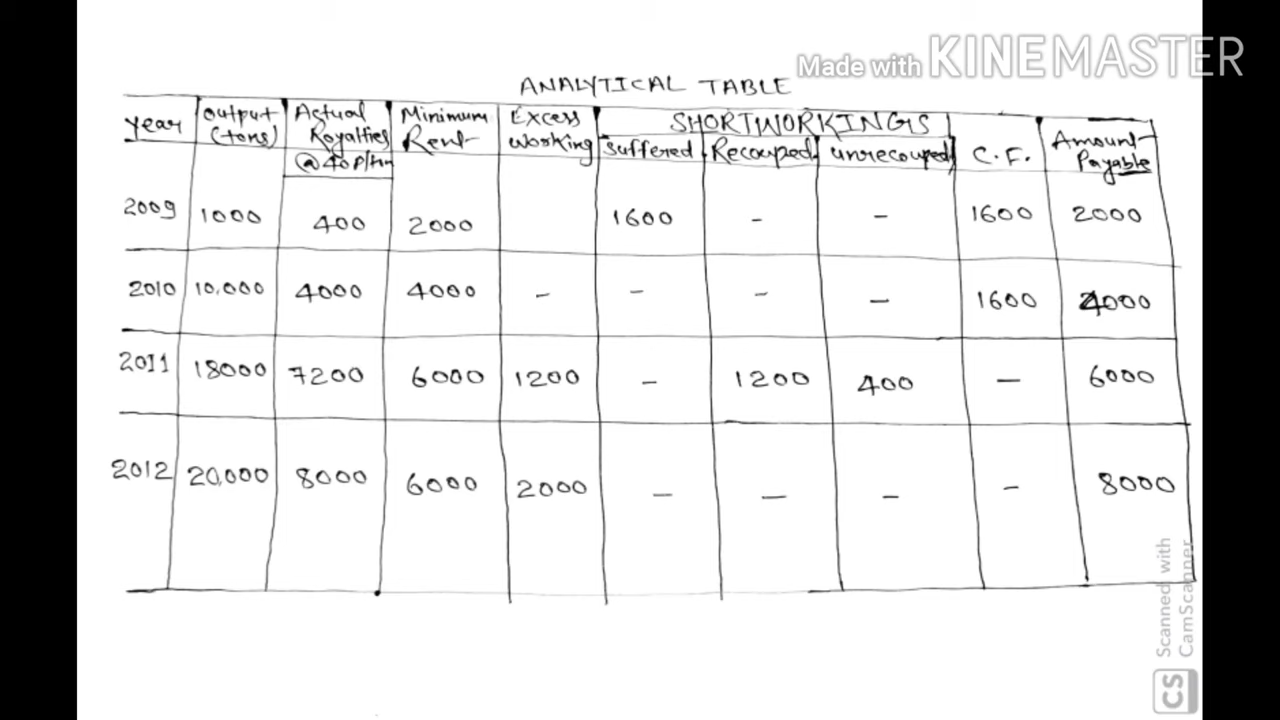 Made with KINEMASTER
ANALYTICAL TABLE
year output (tons) Actual Royalties @ 40 P/tn Minimum Rent Excess working SHORTWORKINGS Suffered Recouped unrecouped C.F. Amount Payable
2009 1000 400 2000 1600 - - 1600 2000
2010 10,000 4000 4000 - - - - 1600 4000
2011 18000 7200 6000 1200 - 1200 400 - 6000
2012 20,000 8000 6000 2000 - - - - 8000
Scanned with
CamScanner
CS